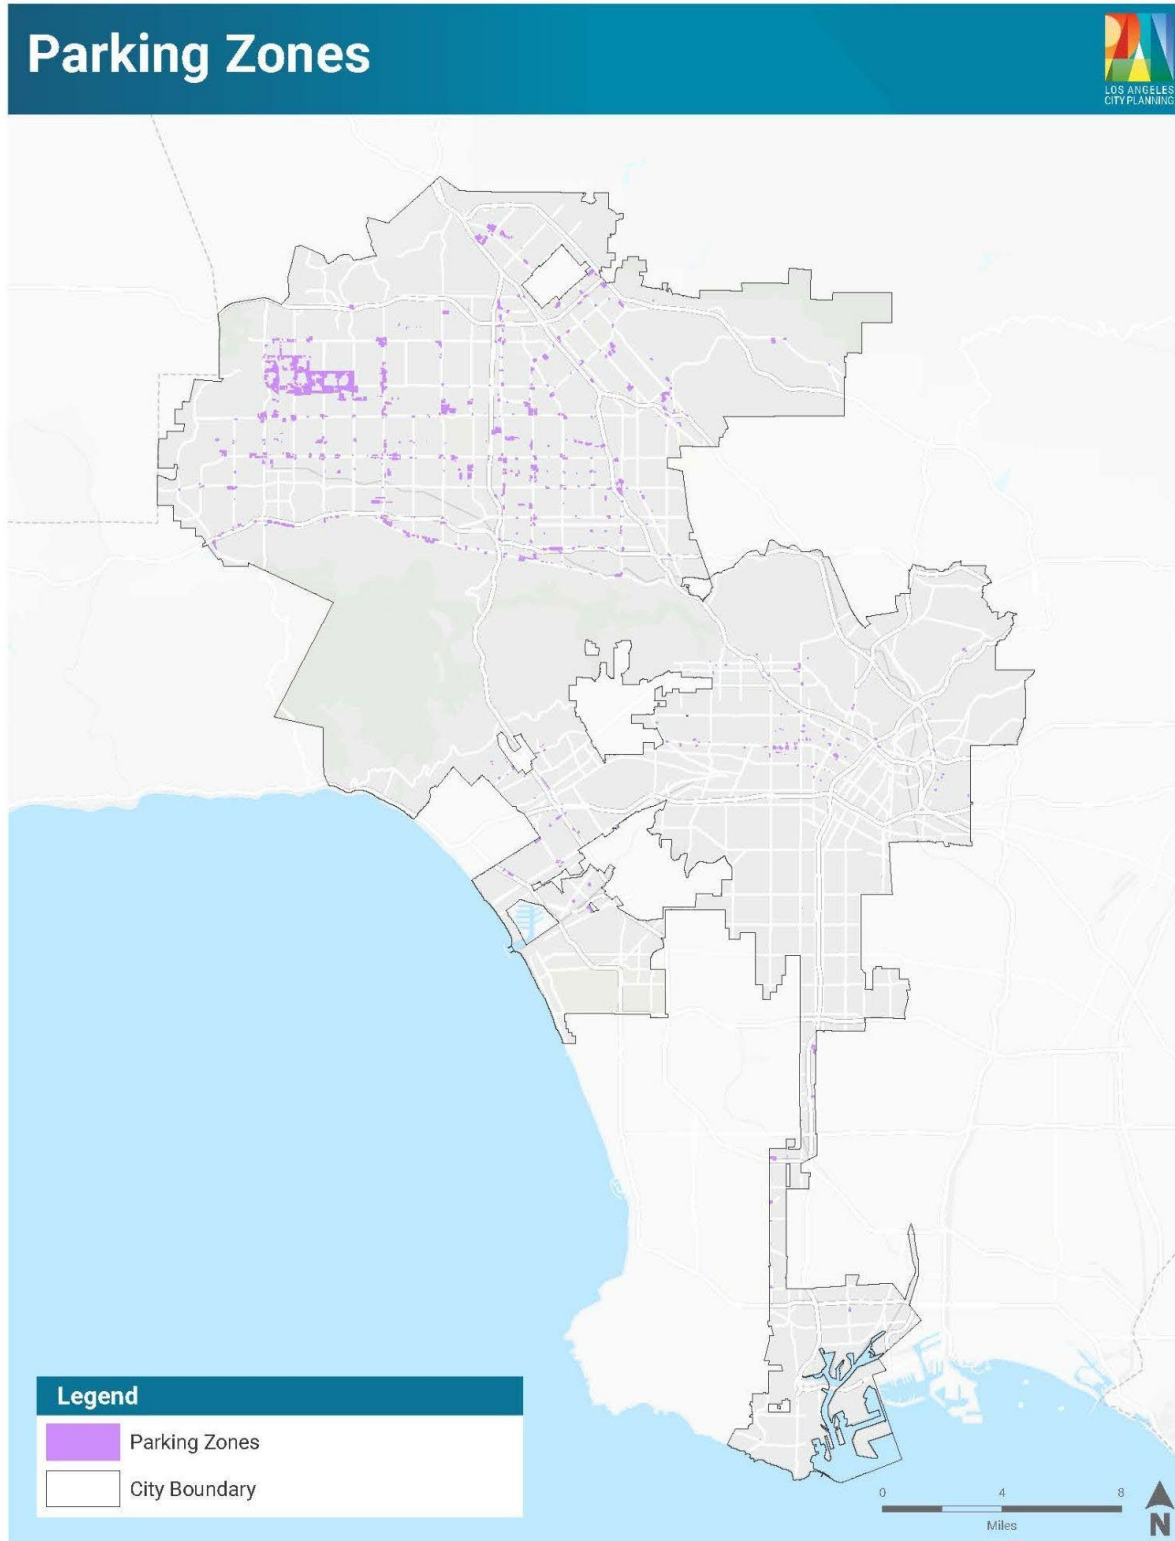 Parking Zones
LOS ANGELES
CITY PLANNING
Legend
Parking Zones
City Boundary
0 4 8
Miles
N